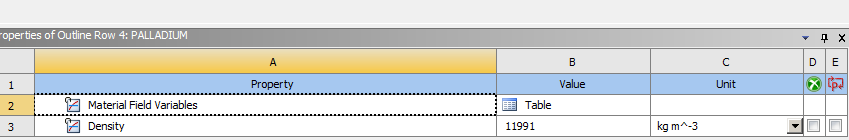 roperties of Outline Row 4: PALLADIUM
A B C D E
1 Property Value Unit
2 Material Field Variables Table
3 Density 11991 kg m^-3